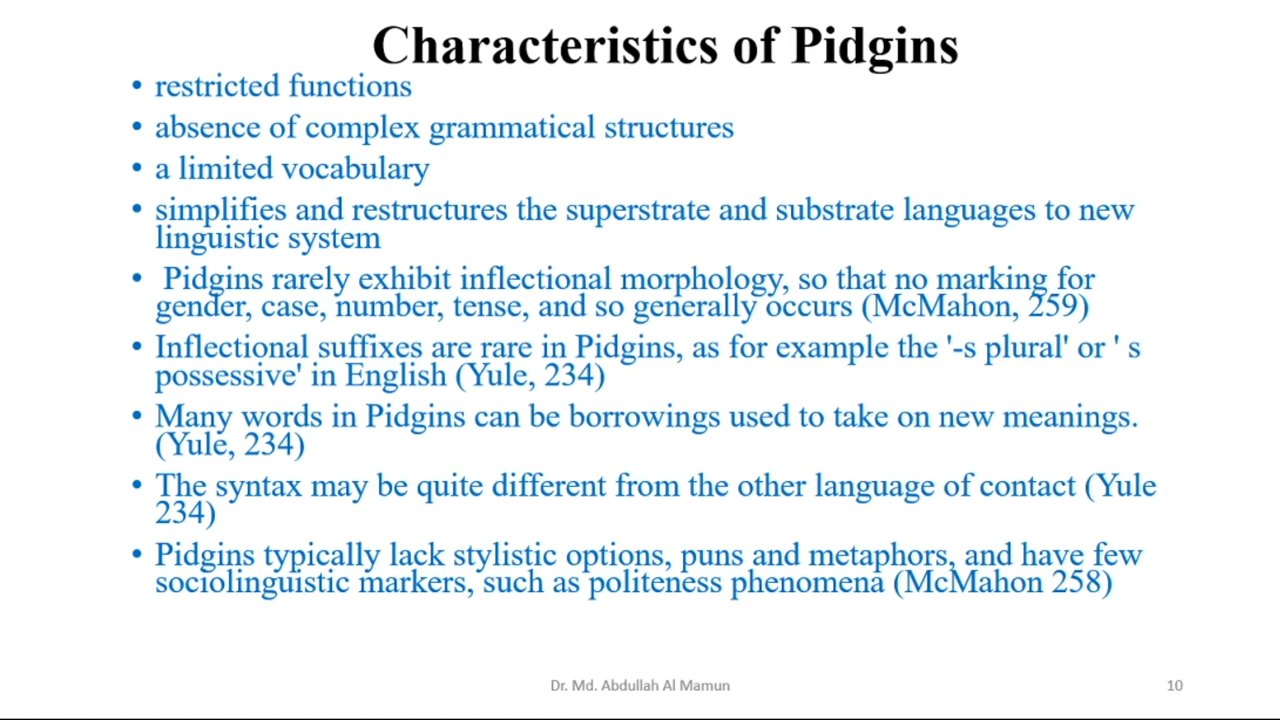 Characteristics of Pidgins
• restricted functions
• absence of complex grammatical structures
• a limited vocabulary
• simplifies and restructures the superstrate and substrate languages to new
linguistic system
• Pidgins rarely exhibit inflectional morphology, so that no marking for
gender, case, number, tense, and so generally occurs (McMahon, 259)
• Inflectional suffixes are rare in Pidgins, as for example the '-s plural' or ' s
possessive' in English (Yule, 234)
• Many words in Pidgins can be borrowings used to take on new meanings.
(Yule, 234)
• The syntax may be quite different from the other language of contact (Yule
234)
• Pidgins typically lack stylistic options, puns and metaphors, and have few
sociolinguistic markers, such as politeness phenomena (McMahon 258)
Dr. Md. Abdullah Al Mamun
10